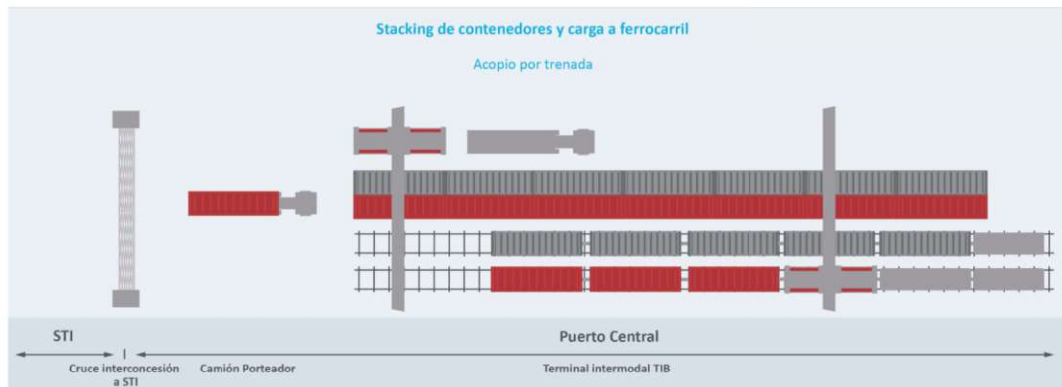 Stacking de contenedores y carga a ferrocarril
Acopio por trenada
STI
Puerto Central
Cruce interconcesión
a STI
Camión Porteador
Terminal intermodal TIB